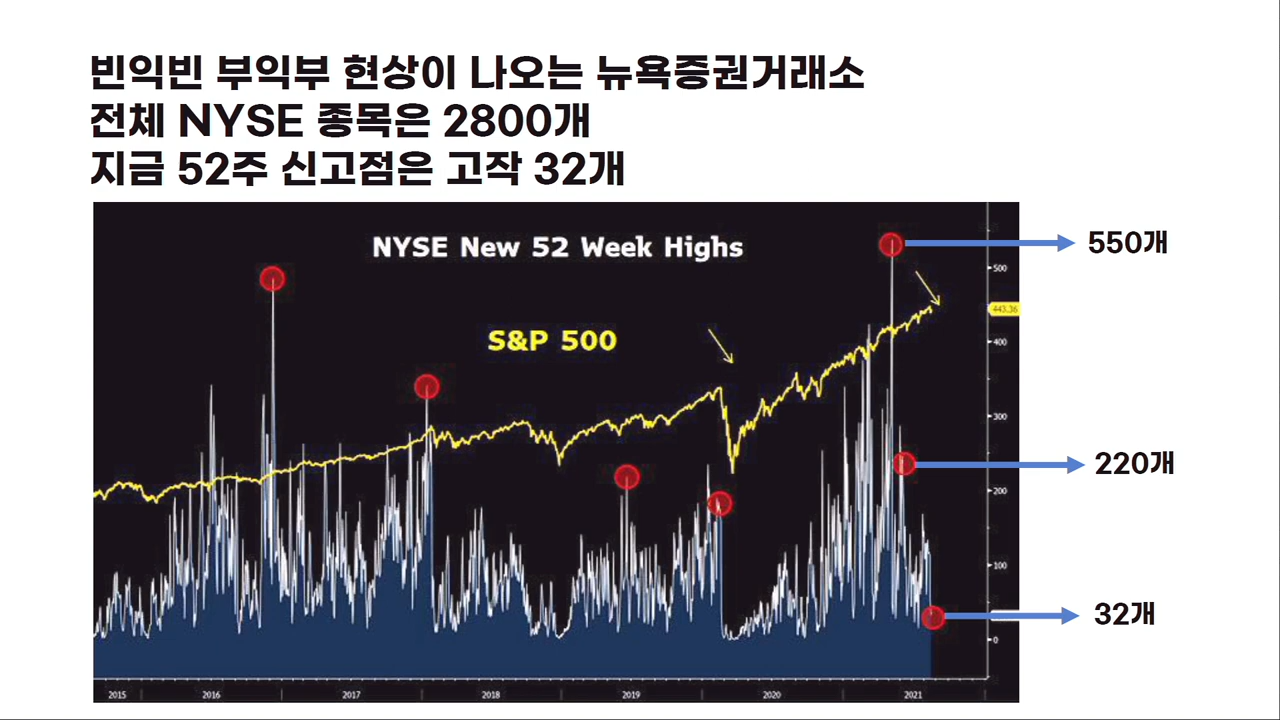 빈익빈 부익부 현상이 나오는 뉴욕증권거래소
전체 NYSE 종목은 2800개
지금 52주 신고점은 고작 32개
NYSE New 52 Week Highs
550개
500
443.36
S&P 500
400
300
220개
200
100
32개
0
2015 2016 2017 2018 2019 2020 2021